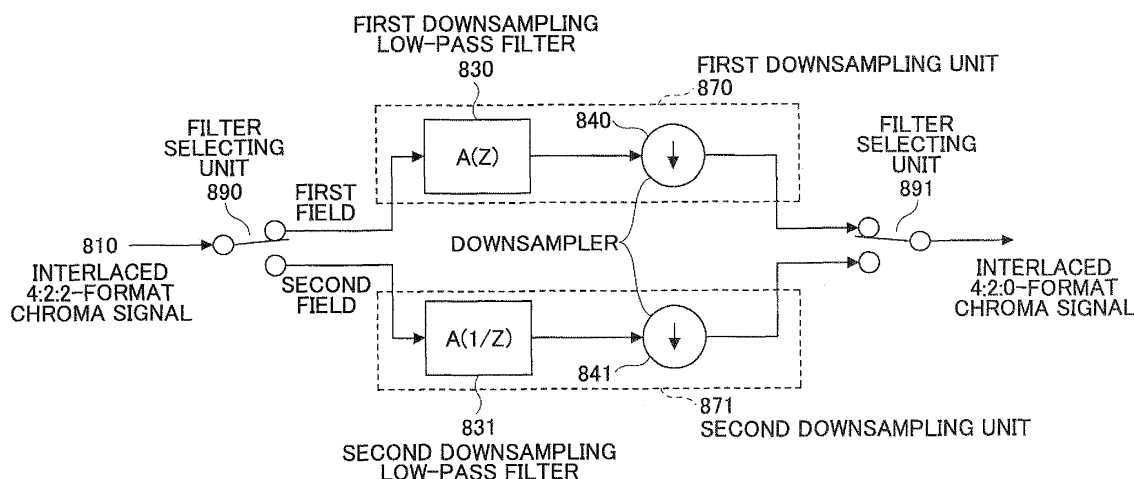 FIRST DOWNSAMPLING
LOW-PASS FILTER
830
FIRST DOWNSAMPLING UNIT
870
FILTER
SELECTING
UNIT
890
FIRST
FIELD
A(Z)
840
FILTER
SELECTING
UNIT
891
810
INTERLACED
4:2:2-FORMAT
CHROMA SIGNAL
DOWNSAMPLER
INTERLACED
4:2:0-FORMAT
CHROMA SIGNAL
SECOND
FIELD
A(1/Z)
841
831
SECOND DOWNSAMPLING
LOW-PASS FILTER
871
SECOND DOWNSAMPLING UNIT